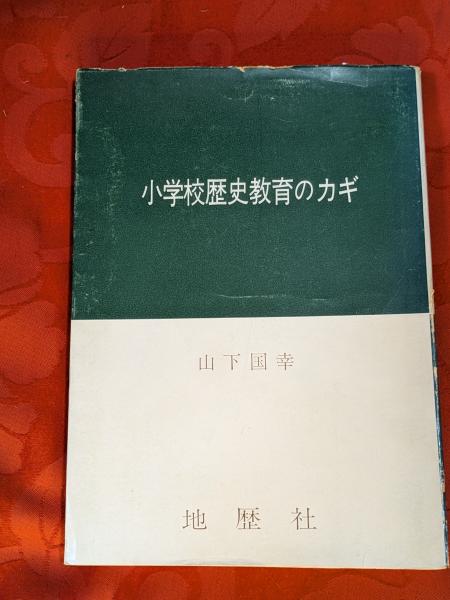 小学校歴史教育のカギ
山下国幸
地歴社